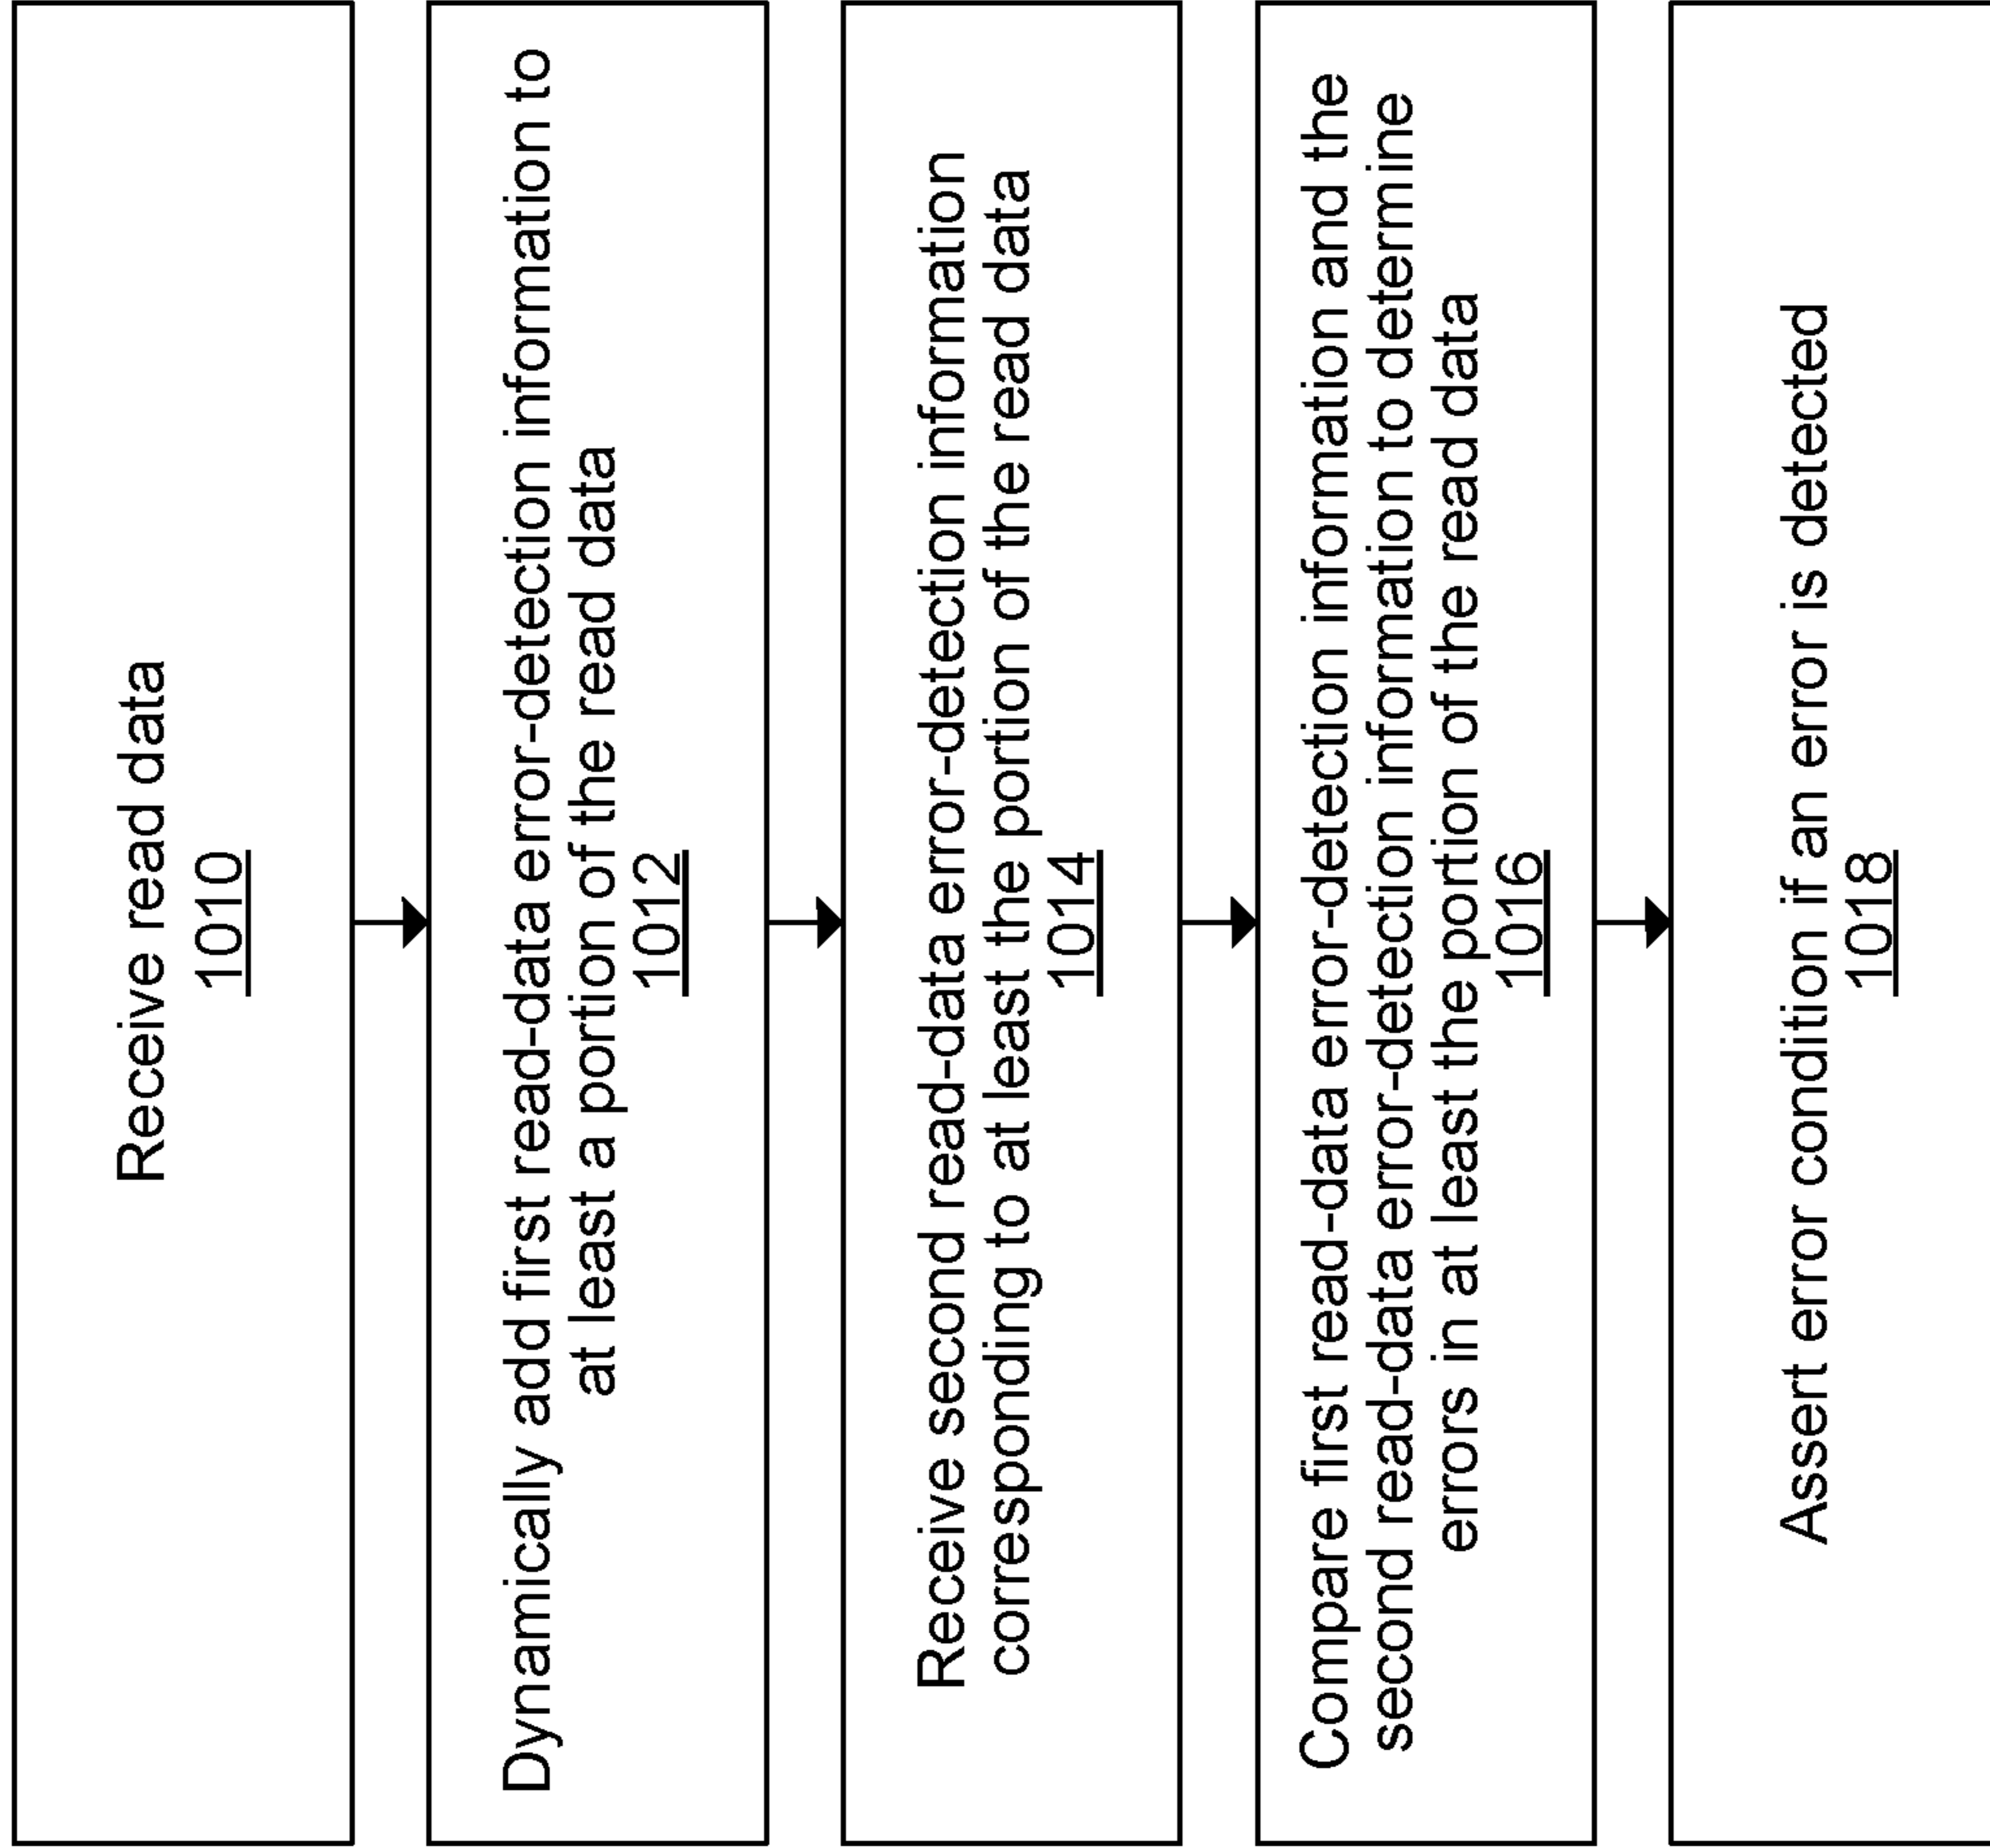 Receive read data
1010
Dynamically add first read-data error-detection information to
at least a portion of the read data
1012
Receive second read-data error-detection information
corresponding to at least the portion of the read data
1014
Compare first read-data error-detection information and the
second read-data error-detection information to determine
errors in at least the portion of the read data
1016
Assert error condition if an error is detected
1018